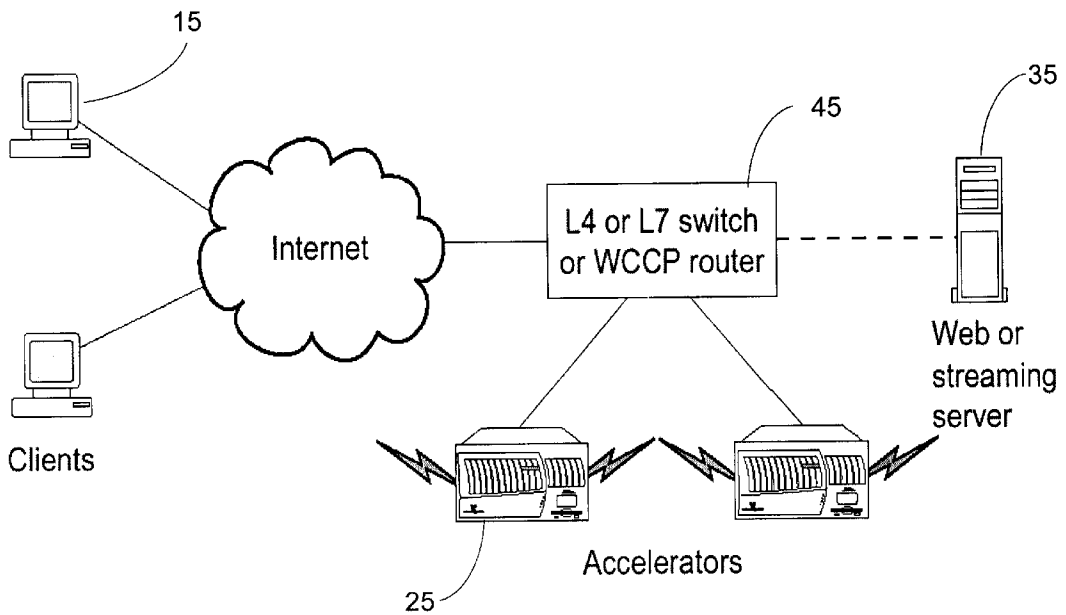 15
35
45
L4 or L7 switch
or WCCP router
Internet
Web or
streaming
server
Clients
Accelerators
25